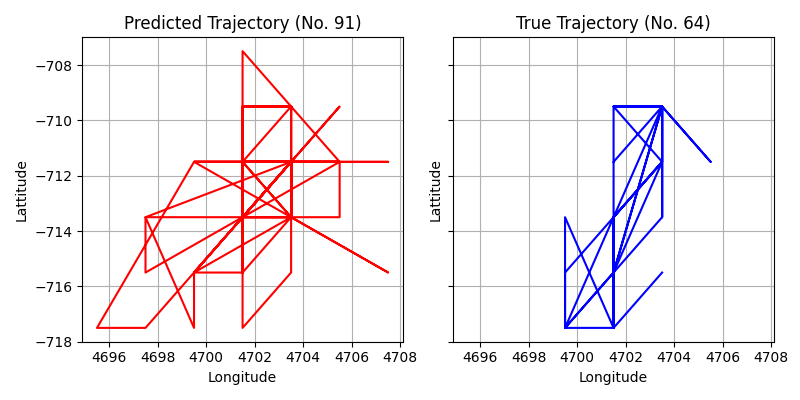 Predicted Trajectory (No. 91)
True Trajectory (No. 64)
Lattitude
−708
−710
−712
−714
−716
−718
4696 4698 4700 4702 4704 4706 4708
Longitude
Lattitude
4696 4698 4700 4702 4704 4706 4708
Longitude